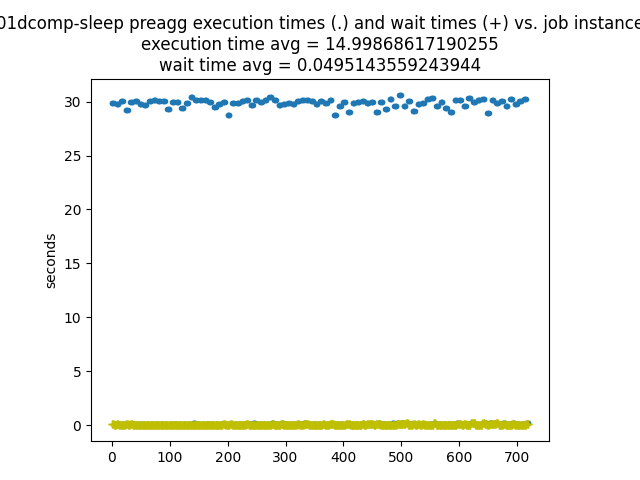 01dcomp-sleep preagg execution times (.) and wait times (+) vs. job instance
execution time avg = 14.99868617190255
wait time avg = 0.0495143559243944
30
25
20
15
10
5
0
seconds
0 100 200 300 400 500 600 700